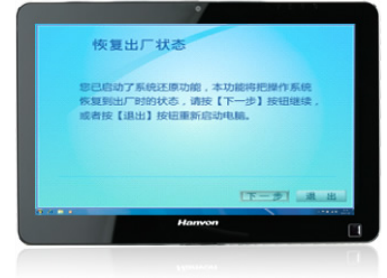 恢复出厂状态
您已启动了系统还原功能，本功能将把操作系统
恢复到出厂时的状态，请按【下一步】按钮继续，
或者按【退出】按钮重新启动电脑。
下一步 退出
Hanvon